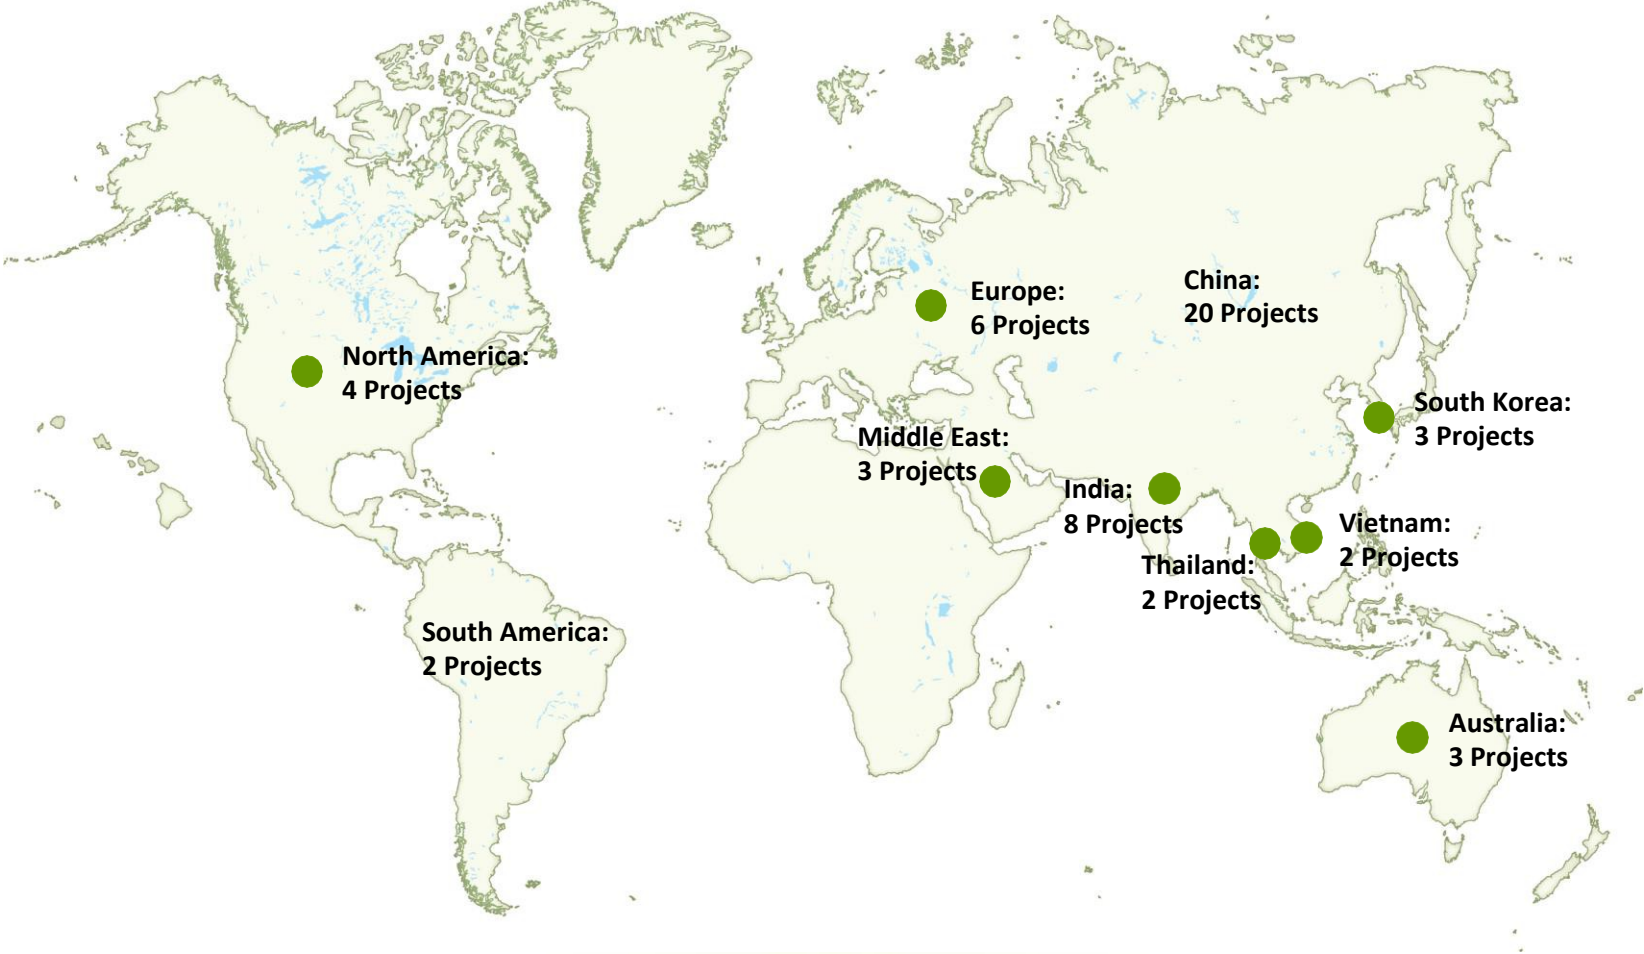 China:
20 Projects
Europe:
6 Projects
North America:
4 Projects
South Korea:
3 Projects
Middle East:
3 Projects
India:
8 Projects
Vietnam:
2 Projects
Thailand:
2 Projects
South America:
2 Projects
Australia:
3 Projects